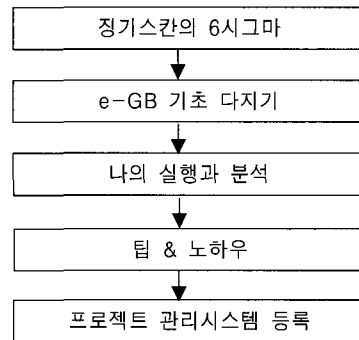 징기스칸의 6시그마
e-GB 기초 다지기
나의 실행과 분석
팁 & 노하우
프로젝트 관리시스템 등록